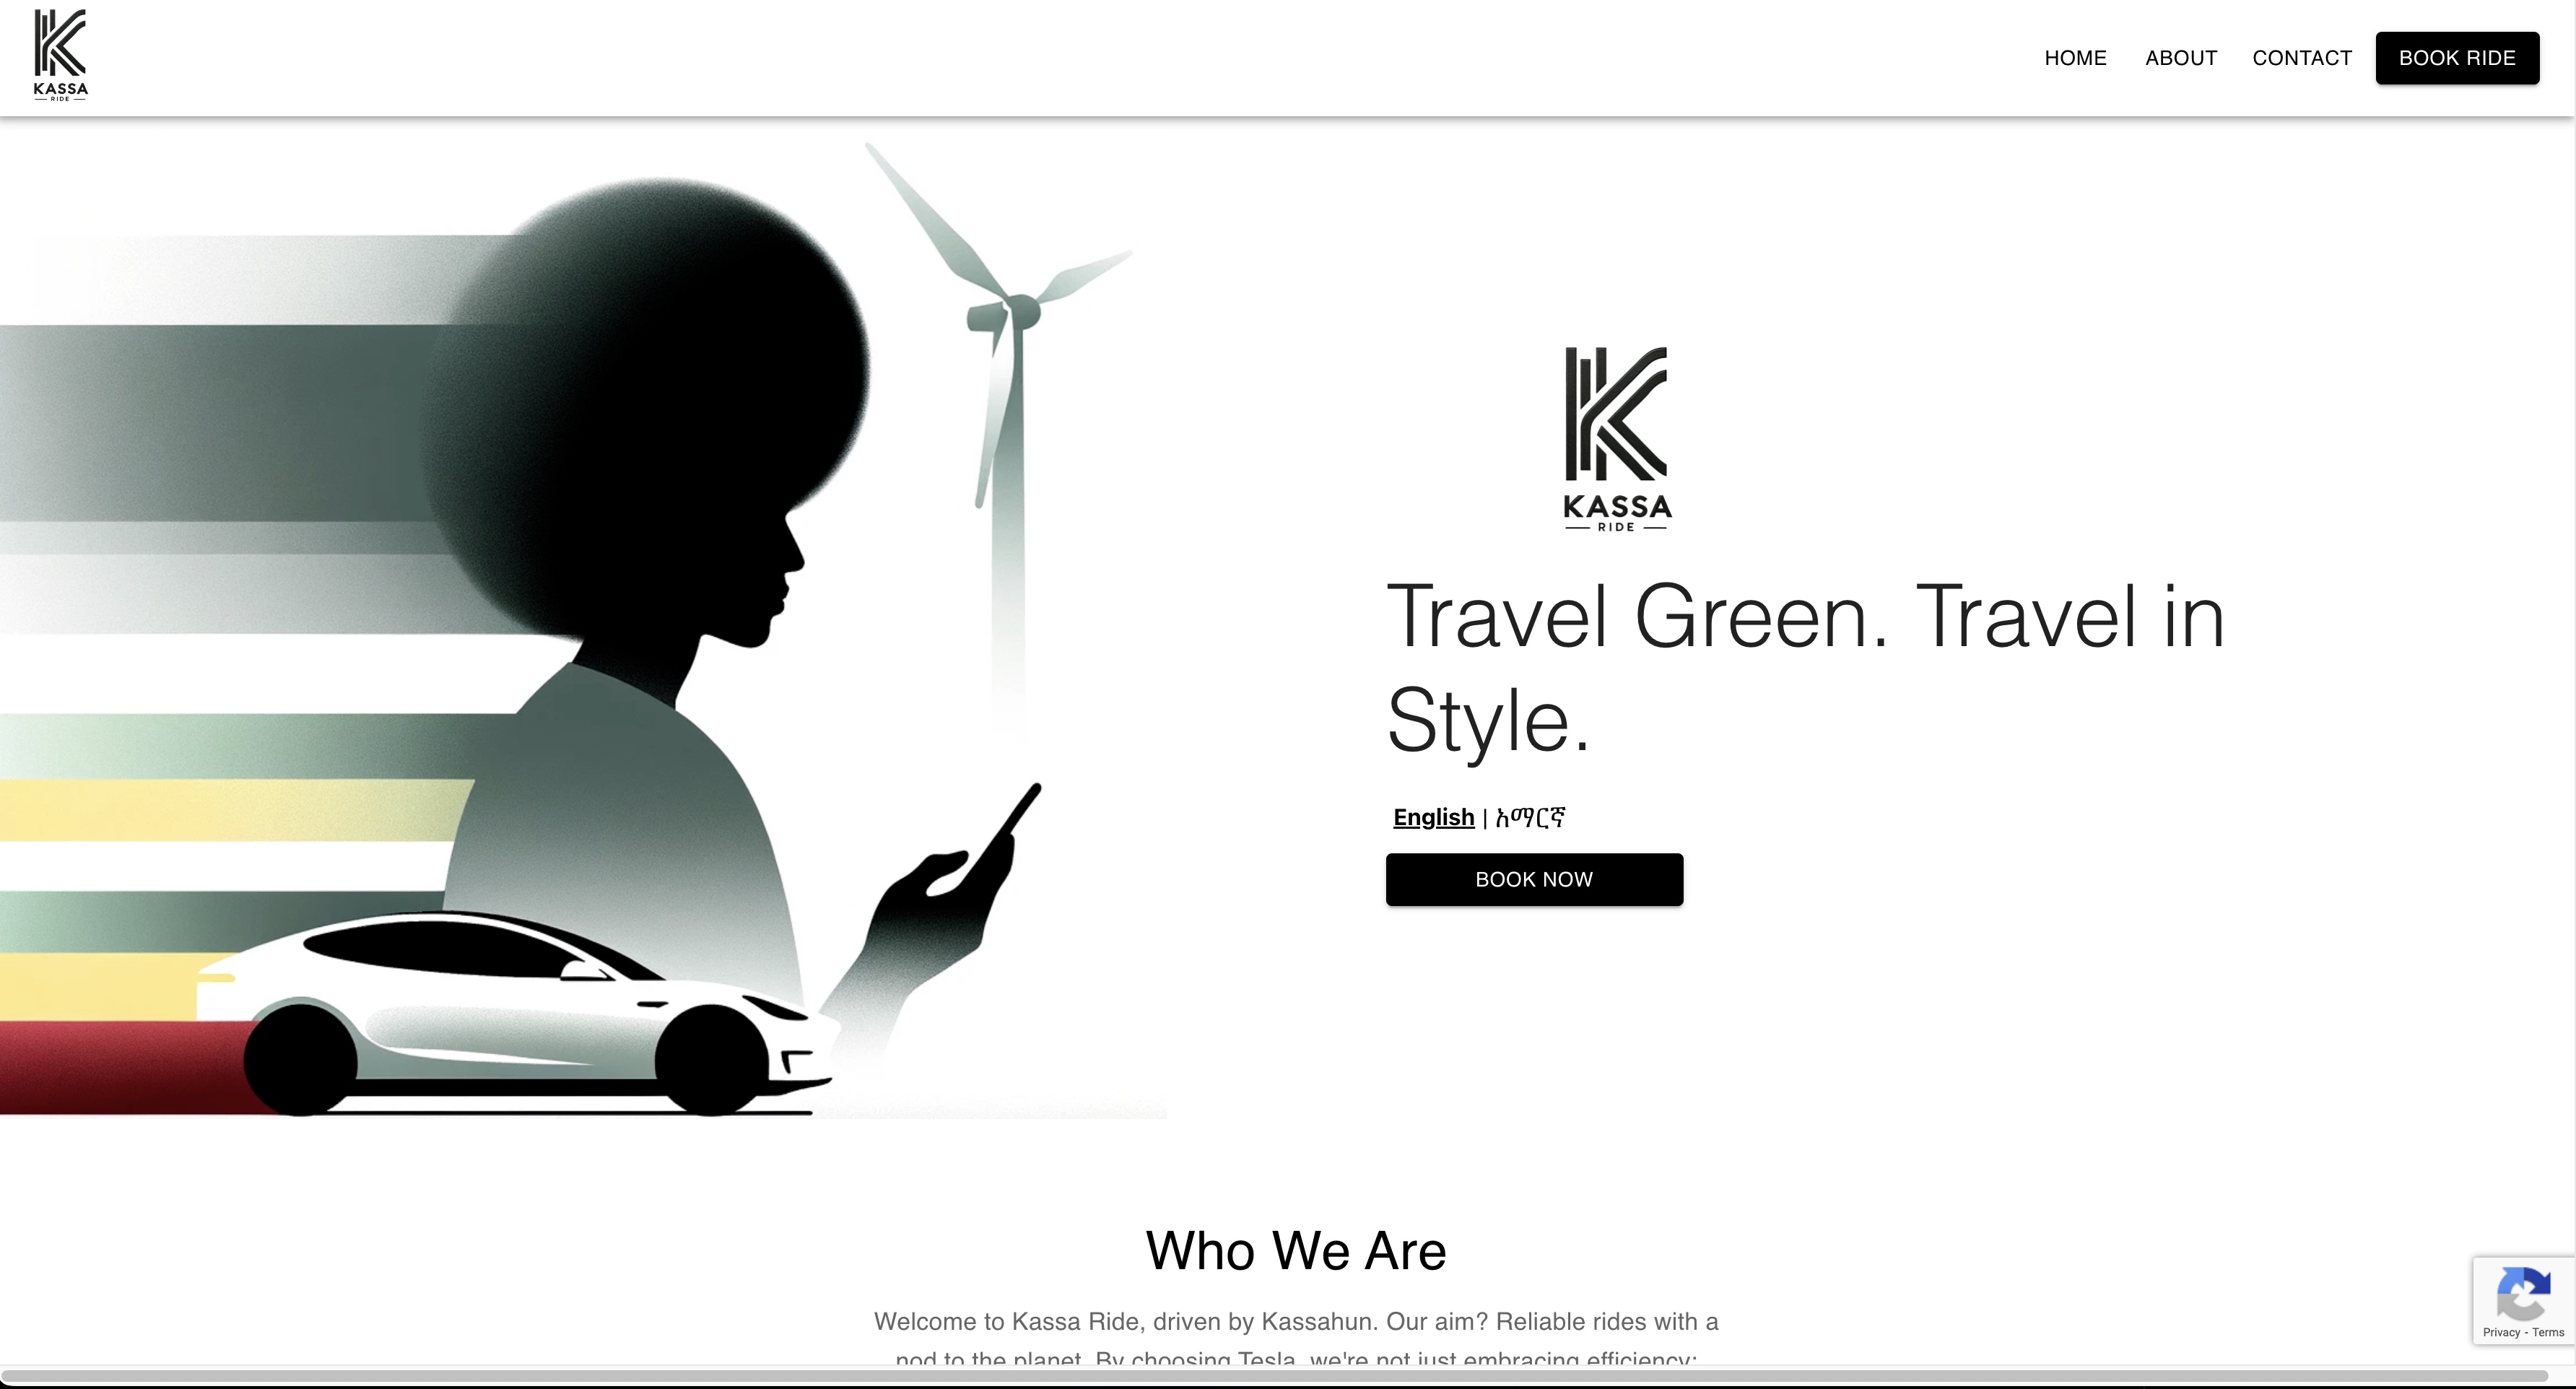 KASSA
RIDE
HOME ABOUT CONTACT BOOK RIDE
KASSA
RIDE
Travel Green. Travel in
Style.
English | አማርኛ
BOOK NOW
Who We Are
Welcome to Kassa Ride, driven by Kassahun. Our aim? Reliable rides with a
nod to the planet. By choosing Tesla, we're not just embracing efficiency;
Privacy - Terms